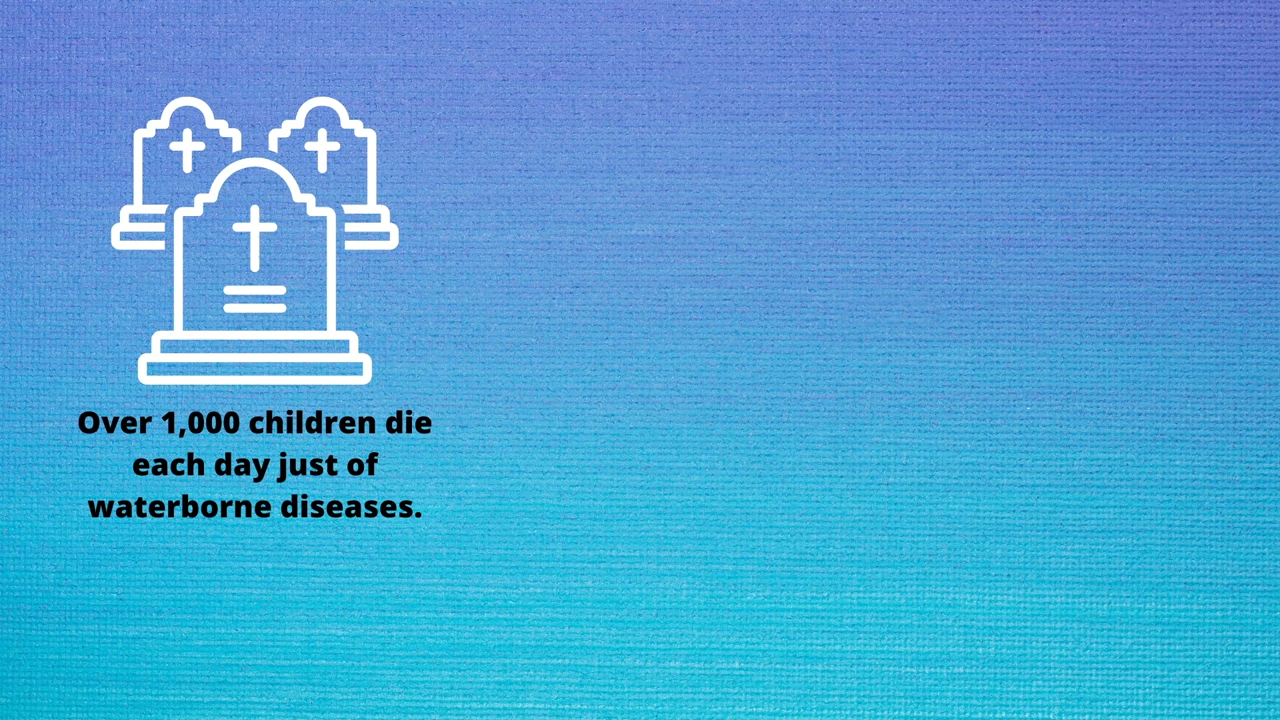 Over 1,000 children die
each day just of
waterborne diseases.